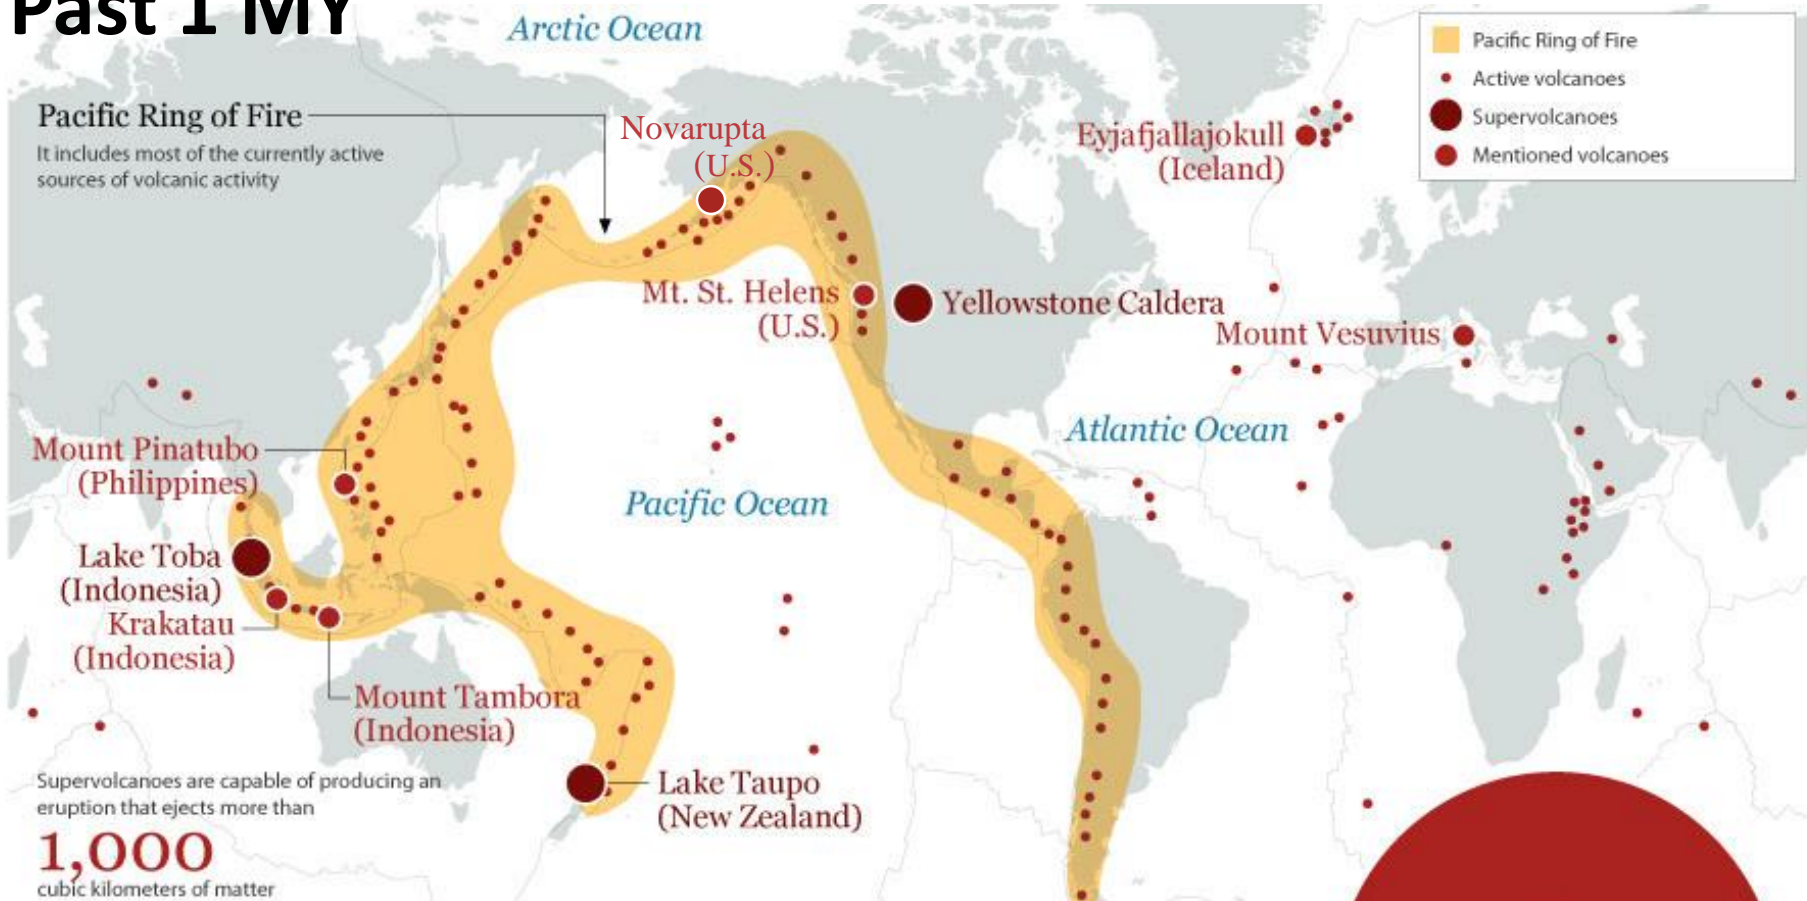 Past 1 MY
Arctic Ocean
Pacific Ring of Fire
It includes most of the currently active
sources of volcanic activity
Novarupta
(U.S.)
Eyjafjallajokull
(Iceland)
Pacific Ring of Fire
Active volcanoes
Supervolcanoes
Mentioned volcanoes
Mt. St. Helens
(U.S.)
Yellowstone Caldera
Mount Vesuvius
Atlantic Ocean
Mount Pinatubo
(Philippines)
Pacific Ocean
Lake Toba
(Indonesia)
Krakatau
(Indonesia)
Mount Tambora
(Indonesia)
Lake Taupo
(New Zealand)
Supervolcanoes are capable of producing an
eruption that ejects more than
1,000
cubic kilometers of matter